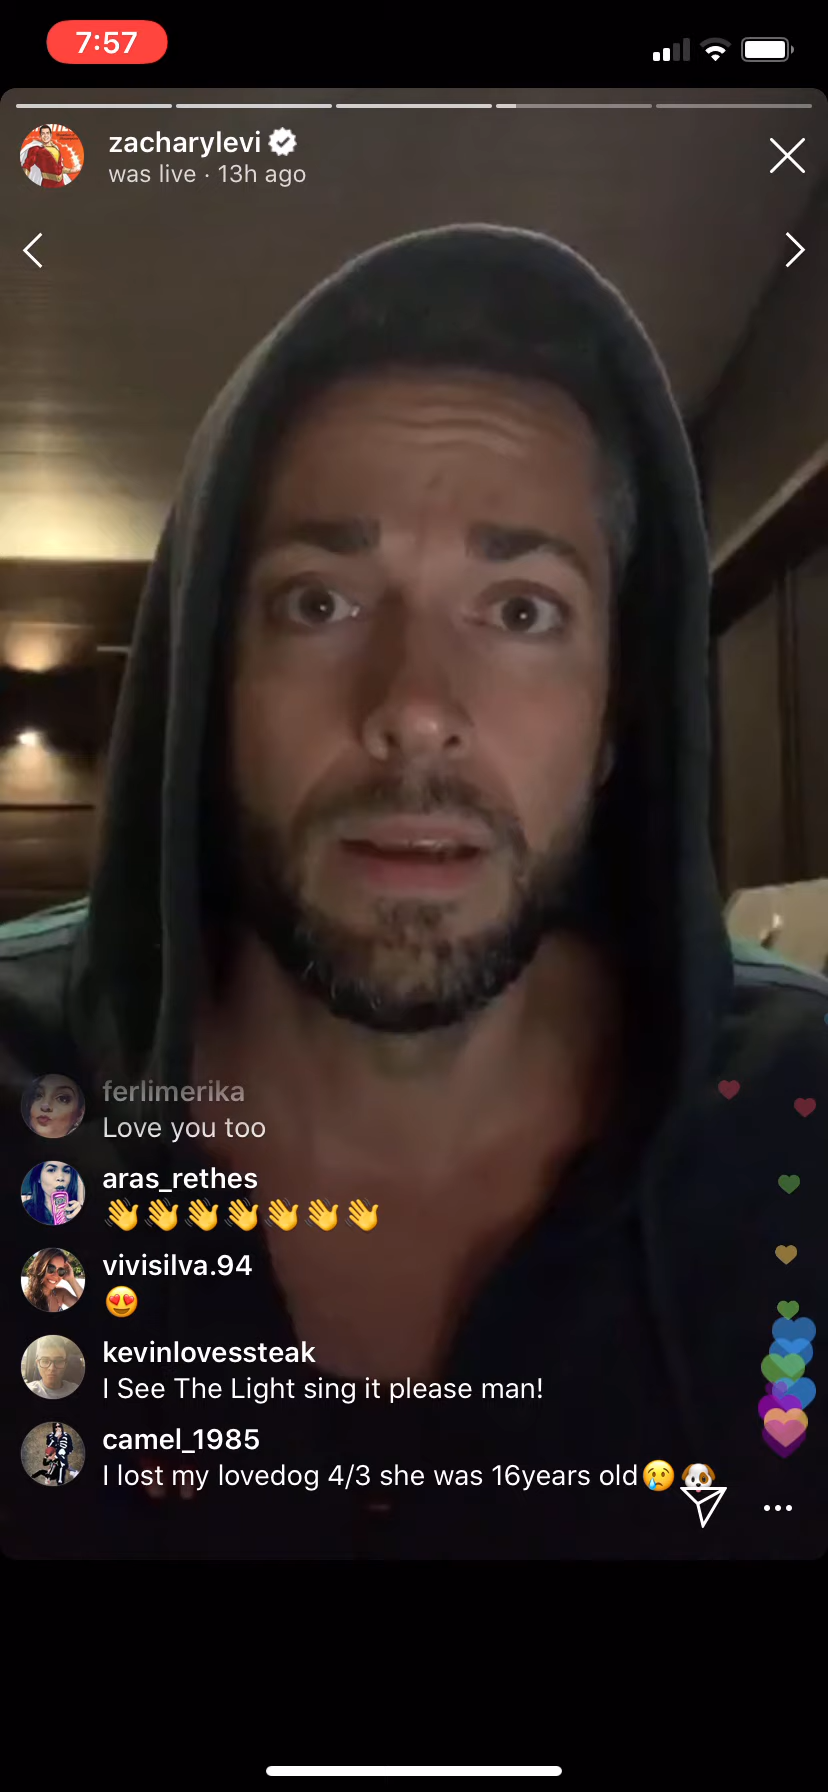 7:57
zacharylevi
was live · 13h ago
ferlimerika
Love you too
aras_rethes
👋👋👋👋👋👋👋
vivisilva.94
😍
kevinlovessteak
I See The Light sing it please man!
camel_1985
I lost my lovedog 4/3 she was 16years old😢🐶